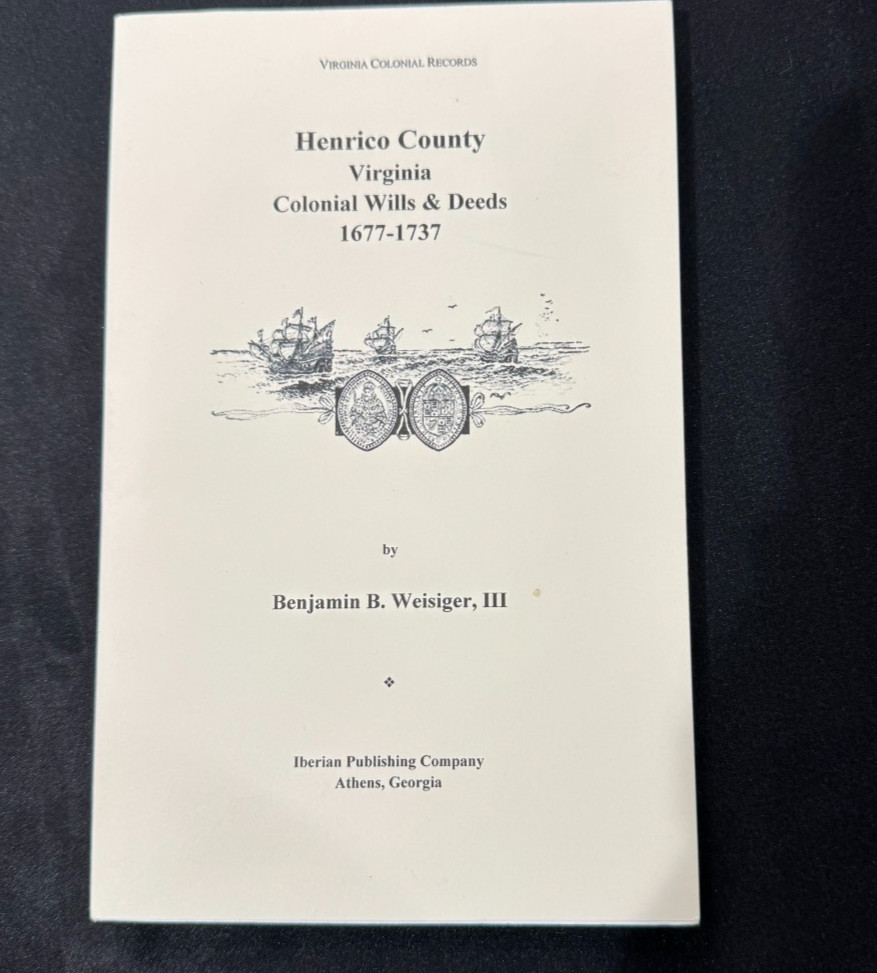 VIRGINIA COLONIAL RECORDS
Henrico County
Virginia
Colonial Wills & Deeds
1677-1737
by
Benjamin B. Weisiger, III
Iberian Publishing Company
Athens, Georgia